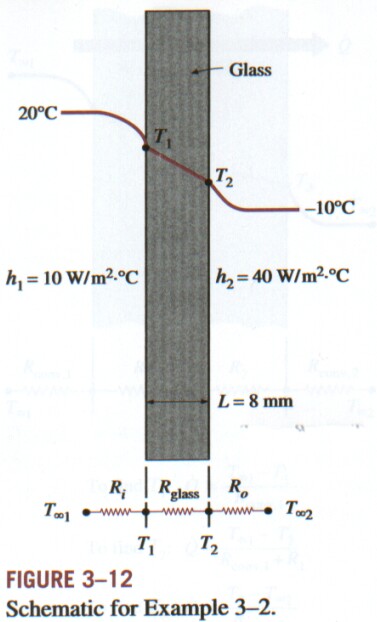 Glass
20°C
T1
T2
–10°C
h1 = 10 W/m2·°C
h2 = 40 W/m2·°C
L = 8 mm
Ri
Rglass
Ro
T∞1
T∞2
T1
T2
FIGURE 3–12
Schematic for Example 3–2.